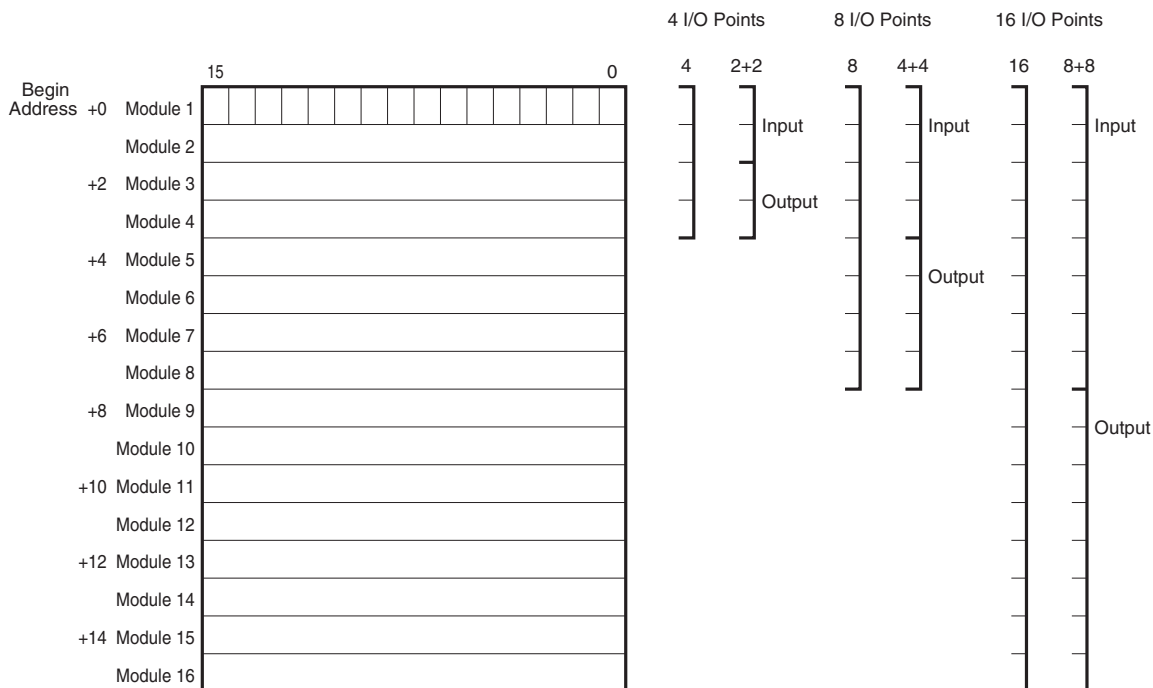 4 I/O Points 8 I/O Points 16 I/O Points
15 0 4 2+2 8 4+4 16 8+8
Begin
Address +0 Module 1 Input Input Input
Module 2
+2 Module 3
Module 4 Output
+4 Module 5
Module 6 Output
+6 Module 7
Module 8
+8 Module 9
Module 10 Output
+10 Module 11
Module 12
+12 Module 13
Module 14
+14 Module 15
Module 16